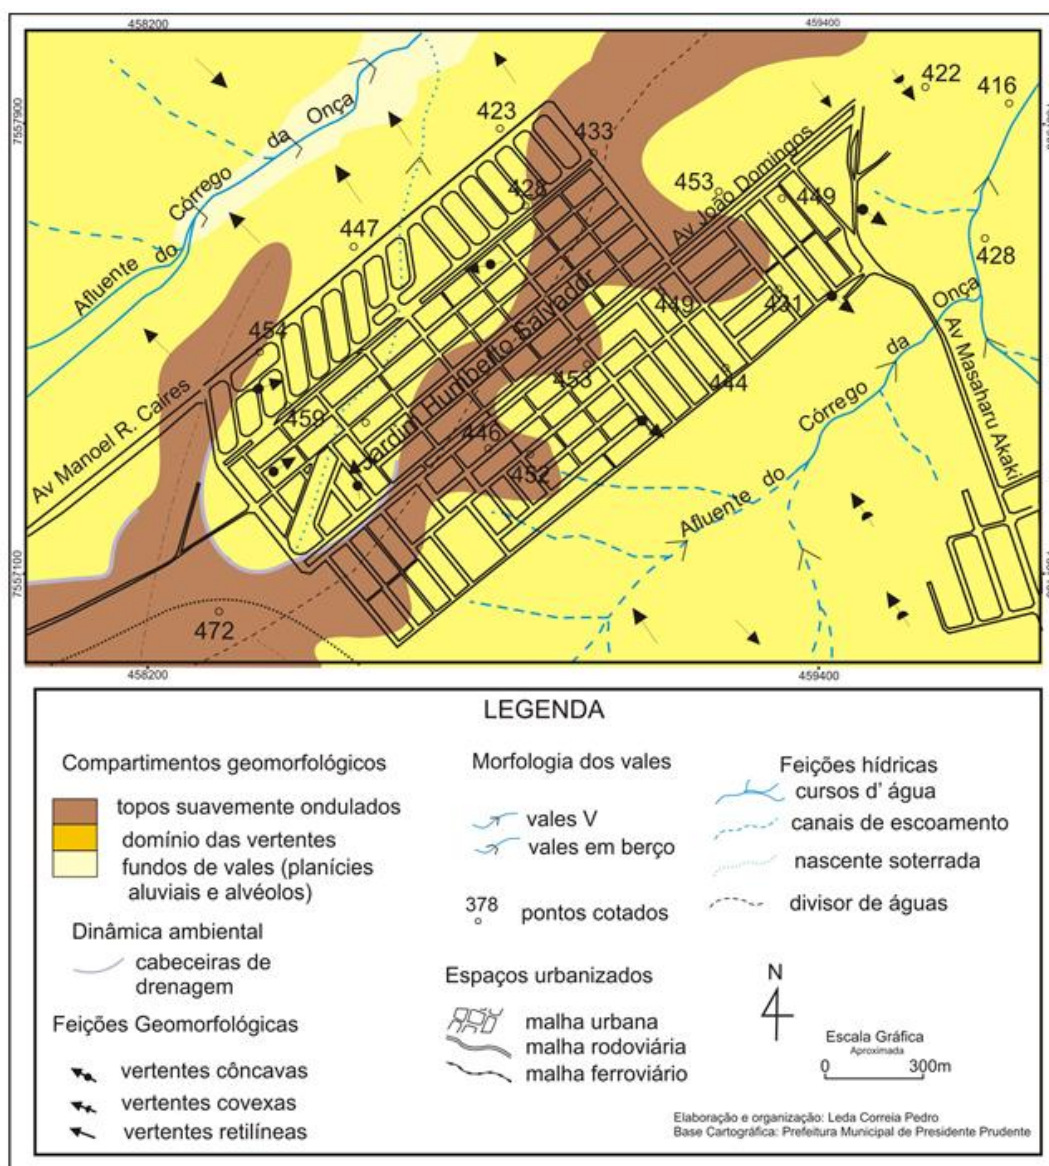 458200
459400
7557900
422
416
423
433
Afluente do Córrego da Onça
428
453
Av João Domingos
449
447
428
454
431
449
Jardim Humberto Salvador
453
444
459
446
452
Av Manoel R. Caires
Afluente do Córrego da Onça
Av Masaharu Akaki
7557100
472
458200
459400
LEGENDA
Compartimentos geomorfológicos
topos suavemente ondulados
domínio das vertentes
fundos de vales (planícies
aluviais e alvéolos)
Dinâmica ambiental
cabeceiras de
drenagem
Feições Geomorfológicas
vertentes côncavas
vertentes covexas
vertentes retilíneas
Morfologia dos vales
vales V
vales em berço
378
pontos cotados
Espaços urbanizados
malha urbana
malha rodoviária
malha ferroviário
Feições hídricas
cursos d' água
canais de escoamento
nascente soterrada
divisor de águas
N
Escala Gráfica
Aproximada
0 300m
Elaboração e organização: Leda Correia Pedro
Base Cartográfica: Prefeitura Municipal de Presidente Prudente